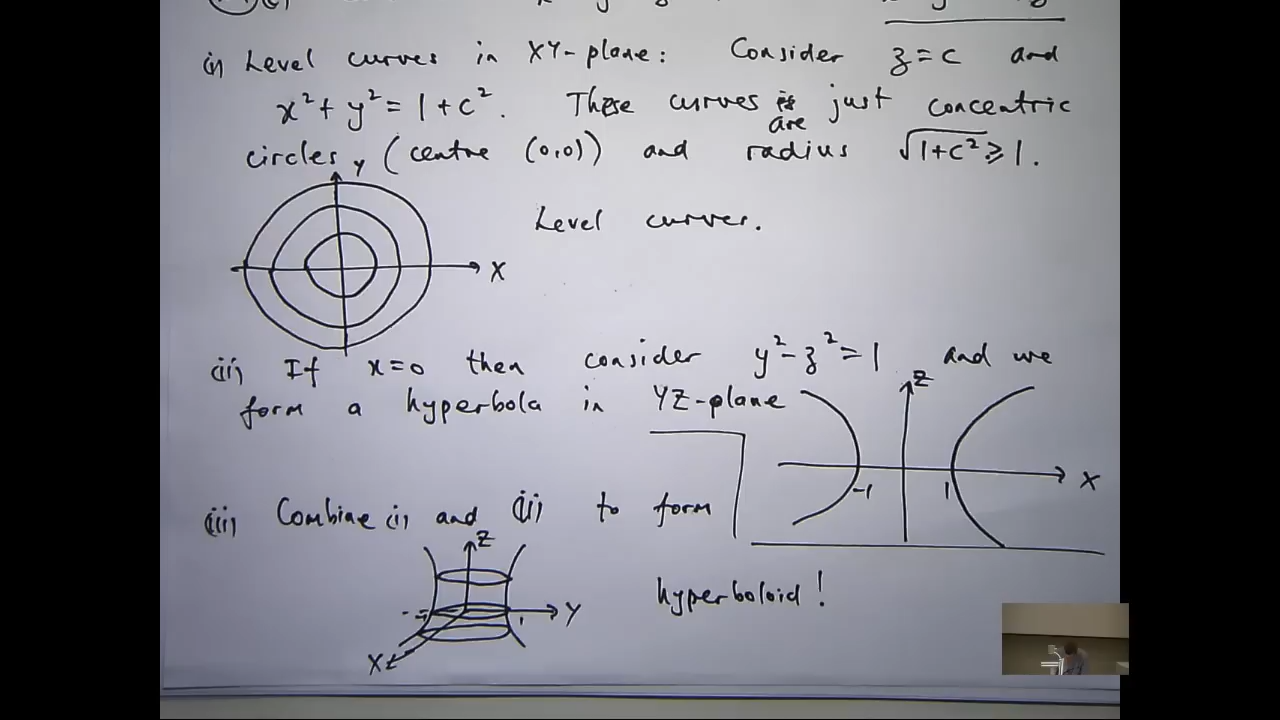 (i) Level curves in XY-plane: Consider z=c and
x²+y²=1+c². These curves is just concentric
are
circles (centre (0,0)) and radius √1+c² ≥ 1.
Y
Level curves.
X
(ii) If x=0 then consider y²-z²=1 and we
form a hyperbola in YZ-plane
Z
X
-1 1
(iii) Combine (i) and (ii) to form
Z
hyperboloid!
Y
1
X